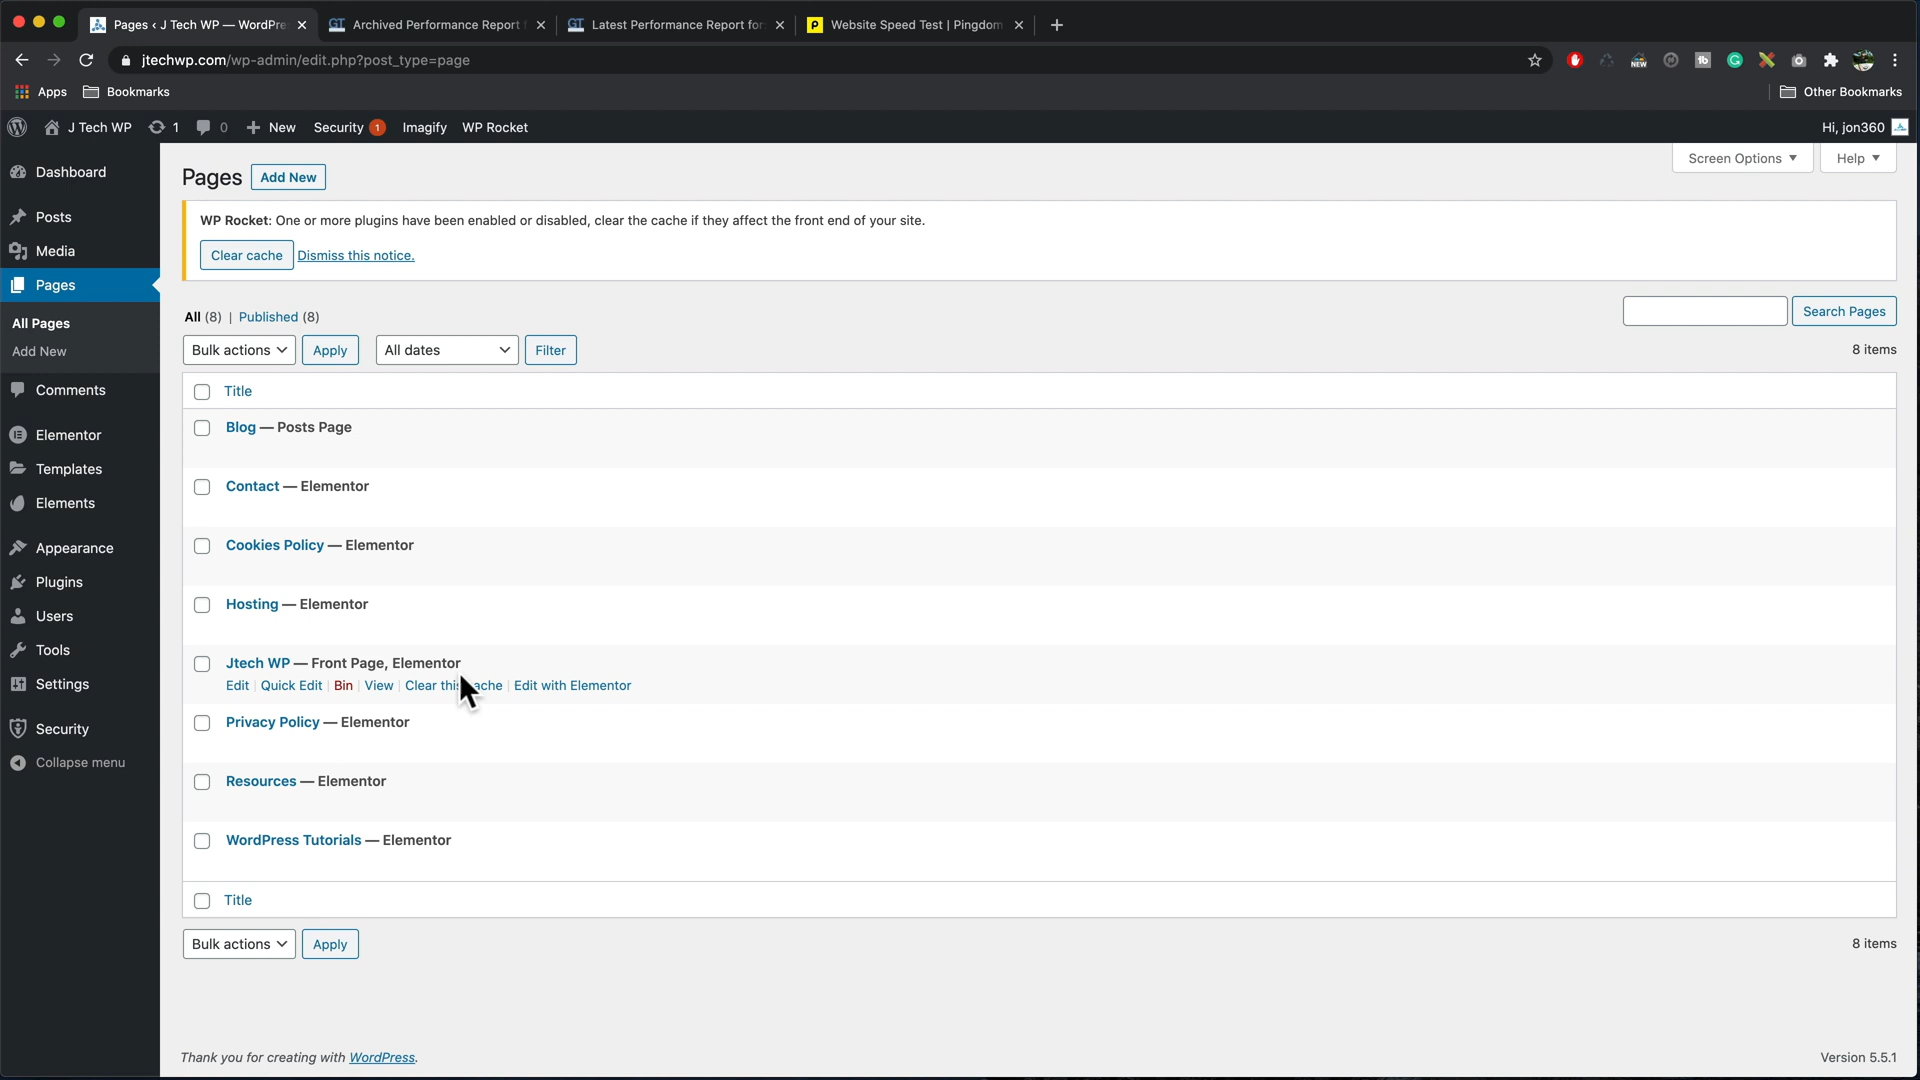 Pages ‹ J Tech WP — WordPre
Archived Performance Report f
Latest Performance Report for
Website Speed Test | Pingdom
jtechwp.com/wp-admin/edit.php?post_type=page
Apps
Bookmarks
Other Bookmarks
J Tech WP
1
0
New
Security 1
Imagify
WP Rocket
Hi, jon360
Dashboard
Posts
Media
Pages
All Pages
Add New
Comments
Elementor
Templates
Elements
Appearance
Plugins
Users
Tools
Settings
Security
Collapse menu
Screen Options
Help
Pages
Add New
WP Rocket: One or more plugins have been enabled or disabled, clear the cache if they affect the front end of your site.
Clear cache
Dismiss this notice.
All (8) | Published (8)
Search Pages
Bulk actions
Apply
All dates
Filter
8 items
Title
Blog — Posts Page
Contact — Elementor
Cookies Policy — Elementor
Hosting — Elementor
Jtech WP — Front Page, Elementor
Edit | Quick Edit | Bin | View | Clear this cache | Edit with Elementor
Privacy Policy — Elementor
Resources — Elementor
WordPress Tutorials — Elementor
Title
Bulk actions
Apply
8 items
Thank you for creating with WordPress.
Version 5.5.1